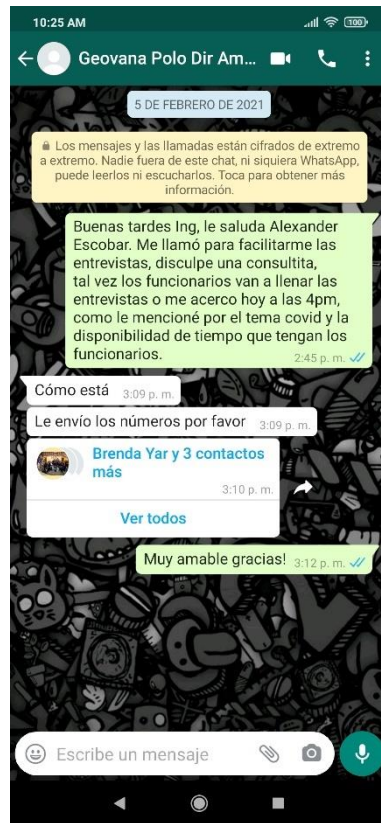 10:25 AM
100
Geovana Polo Dir Am...
5 DE FEBRERO DE 2021
Los mensajes y las llamadas están cifrados de extremo
a extremo. Nadie fuera de este chat, ni siquiera WhatsApp,
puede leerlos ni escucharlos. Toca para obtener más
información.
Buenas tardes Ing, le saluda Alexander
Escobar. Me llamó para facilitarme las
entrevistas, disculpe una consultita,
tal vez los funcionarios van a llenar las
entrevistas o me acerco hoy a las 4pm,
como le mencioné por el tema covid y la
disponibilidad de tiempo que tengan los
funcionarios. 2:45 p. m.
Cómo está 3:09 p. m.
Le envío los números por favor 3:09 p. m.
Brenda Yar y 3 contactos
más
3:10 p. m.
Ver todos
Muy amable gracias! 3:12 p. m.
Escribe un mensaje